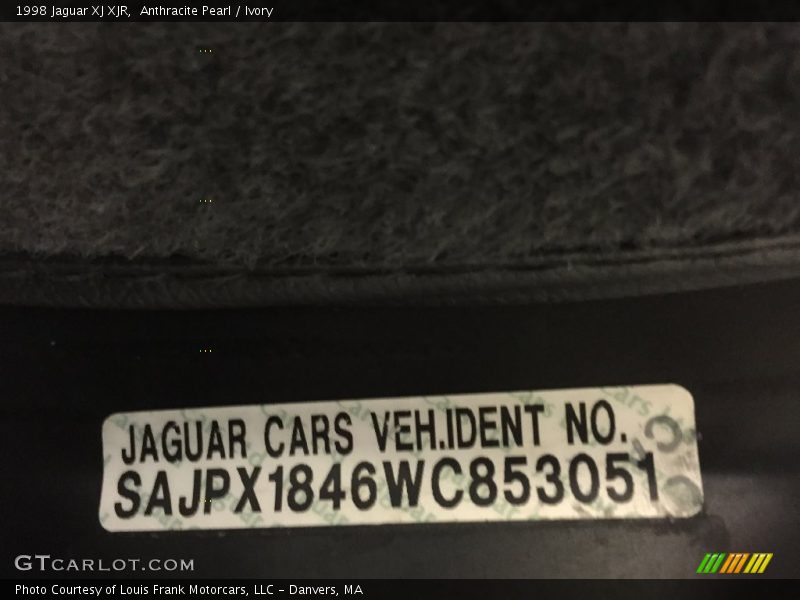 1998 Jaguar XJ XJR,  Anthracite Pearl / Ivory
JAGUAR CARS VEH.IDENT NO.
SAJPX1846WC853051
GTCARLOT.COM
Photo Courtesy of Louis Frank Motorcars, LLC – Danvers, MA